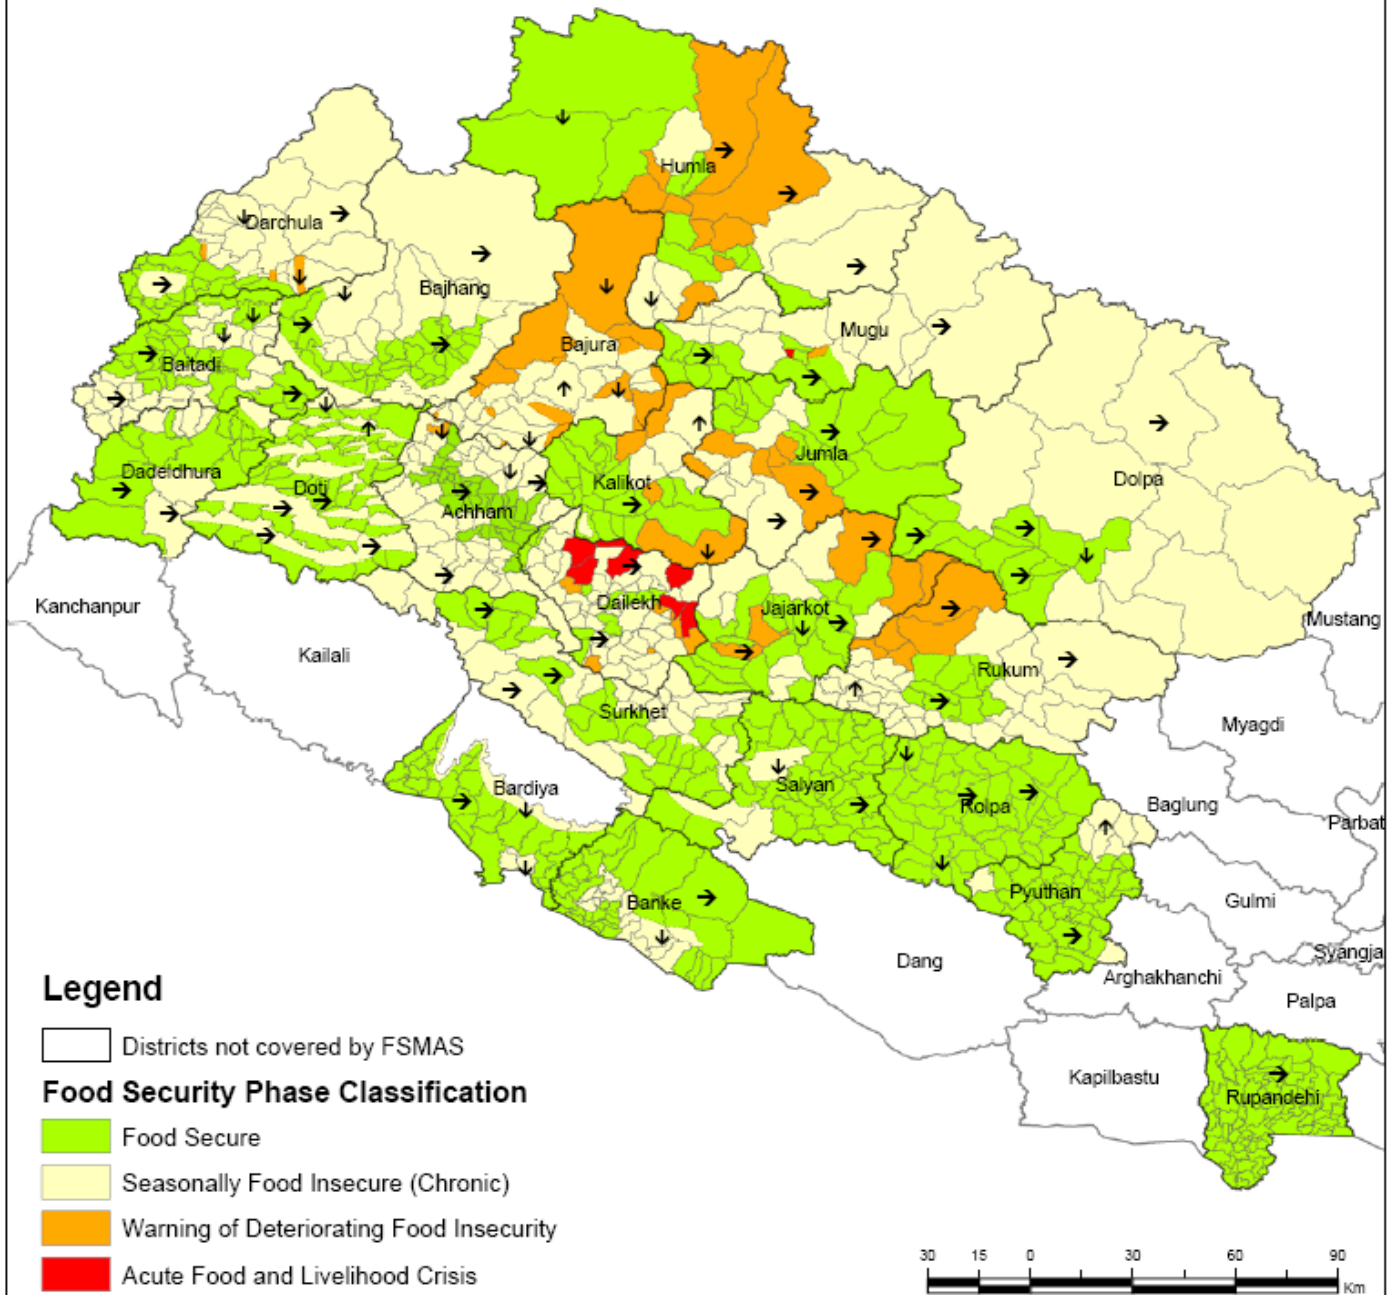 Humla
Darchula
Bajhang
Mugu
Bajura
Baitadi
Jumla
Dadeldhura
Doti
Kalikot
Dolpa
Achham
Kanchanpur
Dailekh
Jajarkot
Mustang
Kailali
Rukum
Surkhet
Myagdi
Bardiya
Salyan
Rolpa
Baglung
Parbat
Banke
Pyuthan
Gulmi
Dang
Syangja
Arghakhanchi
Palpa
Kapilbastu
Rupandehi
Legend
Districts not covered by FSMAS
Food Security Phase Classification
Food Secure
Seasonally Food Insecure (Chronic)
Warning of Deteriorating Food Insecurity
Acute Food and Livelihood Crisis
30 15 0 30 60 90
Km